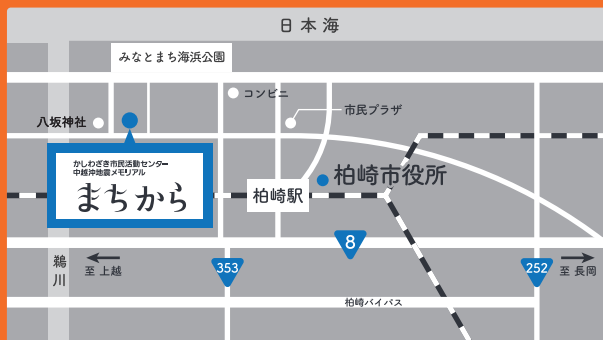 日本海
みなとまち海浜公園
コンビニ
市民プラザ
八坂神社
かしわざき市民活動センター
中越沖地震メモリアル
まちから
柏崎市役所
柏崎駅
8
鵜川
至 上越
353
252
至 長岡
柏崎バイパス